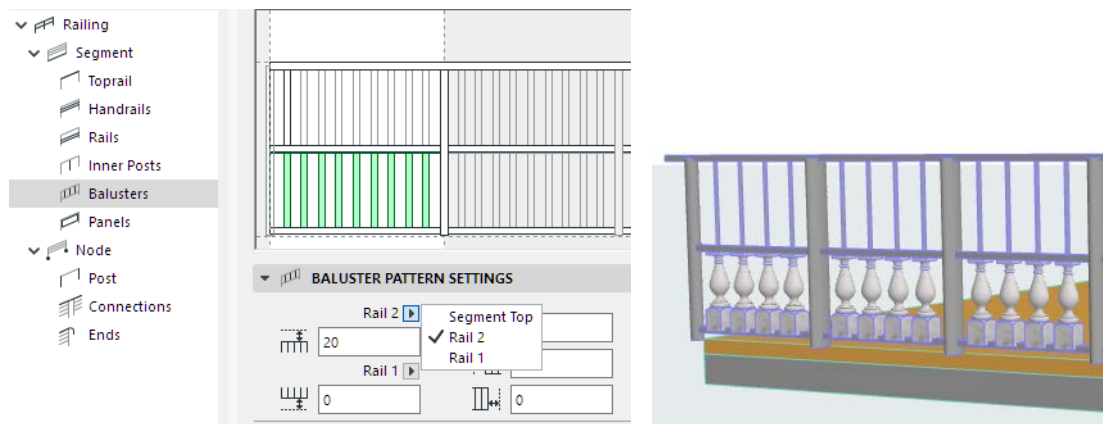 Railing
Segment
Toprail
Handrails
Rails
Inner Posts
Balusters
Panels
Node
Post
Connections
Ends
BALUSTER PATTERN SETTINGS
Rail 2
Segment Top
Rail 2
Rail 1
20
Rail 1
0
0